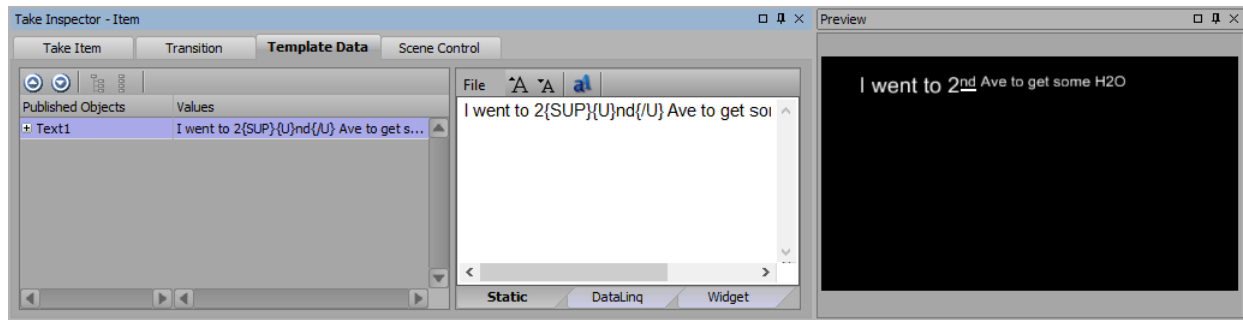 Take Inspector - Item
Preview
Take Item Transition Template Data Scene Control
File A A a
Published Objects Values
Text1 I went to 2{SUP}{U}nd{/U} Ave to get s...
I went to 2{SUP}{U}nd{/U} Ave to get sor
Static DataLinq Widget
I went to 2nd Ave to get some H2O